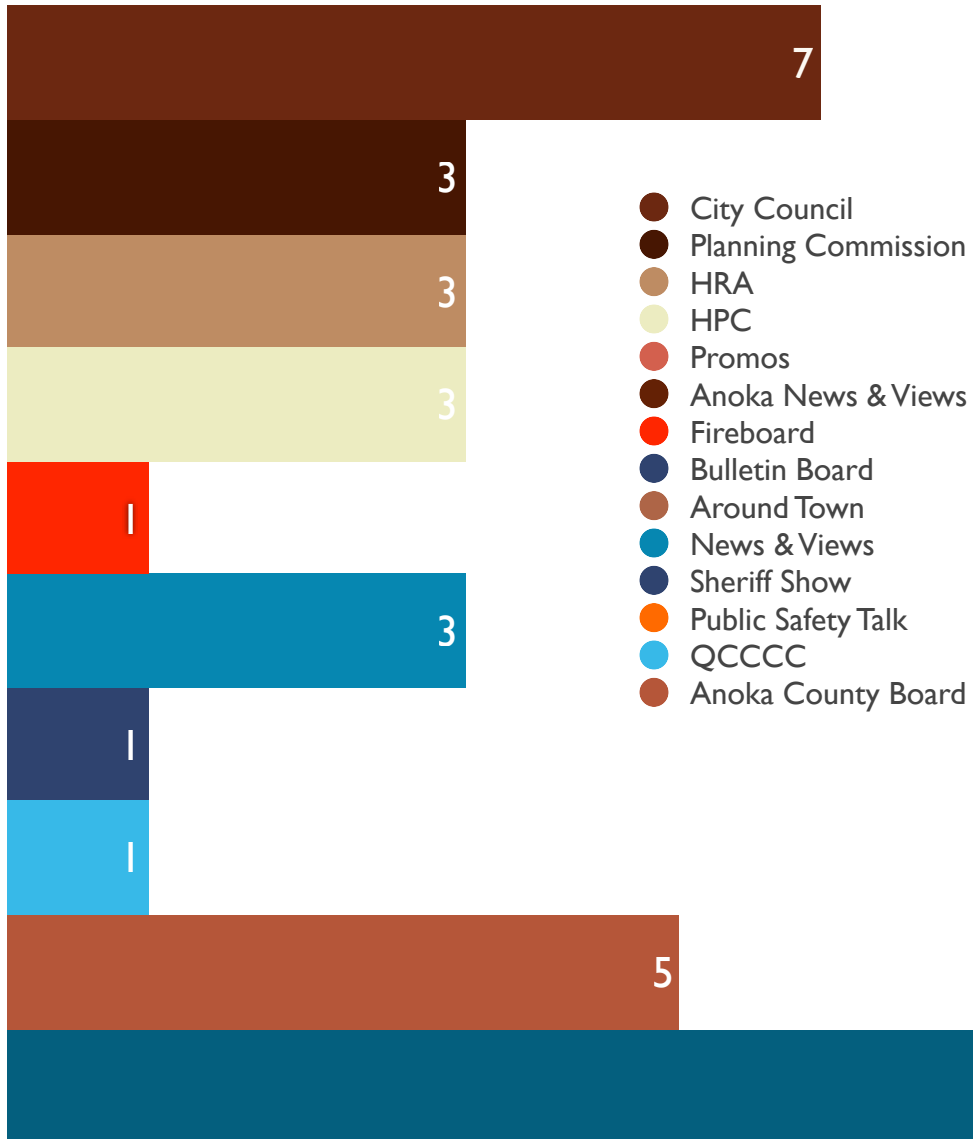 7
3
3
3
1
3
1
1
5
City Council
Planning Commission
HRA
HPC
Promos
Anoka News & Views
Fireboard
Bulletin Board
Around Town
News & Views
Sheriff Show
Public Safety Talk
QCCCC
Anoka County Board